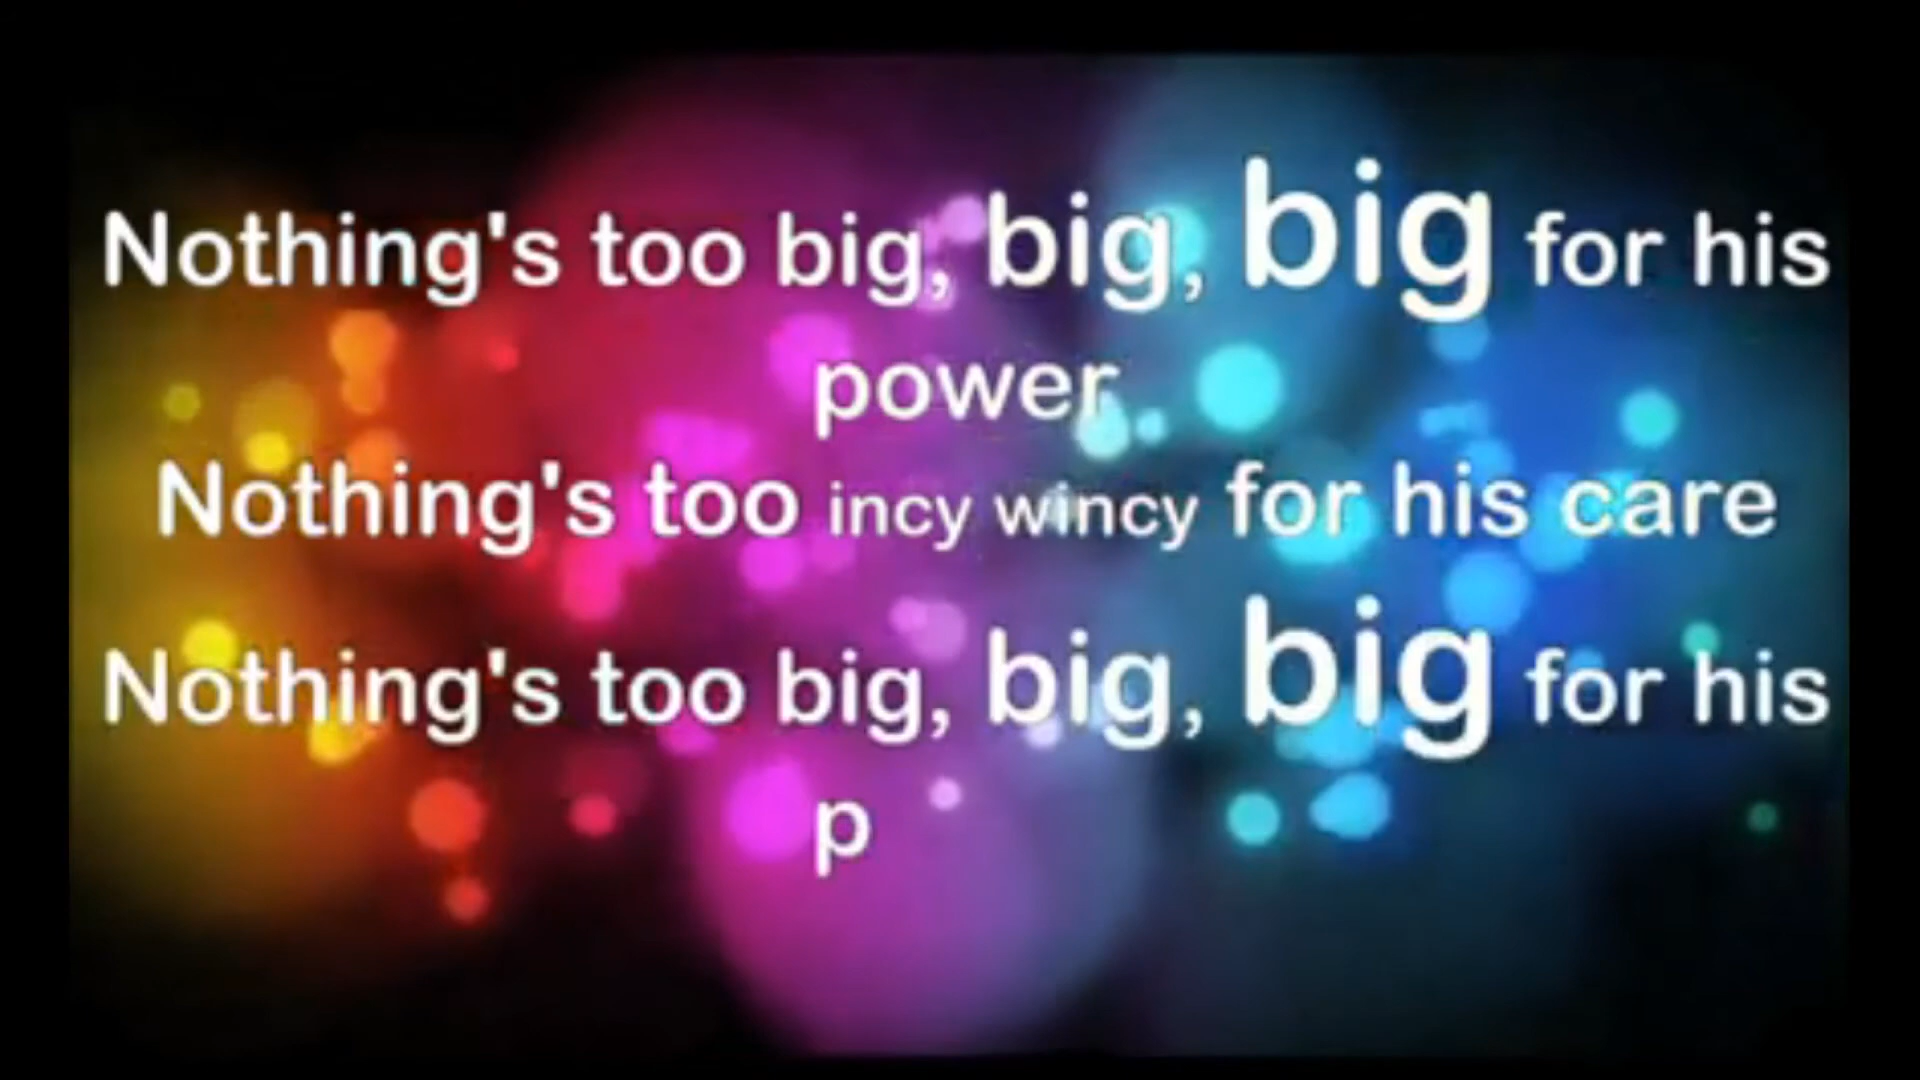 Nothing's too big, big, big for his
power
Nothing's too incy wincy for his care
Nothing's too big, big, big for his
p